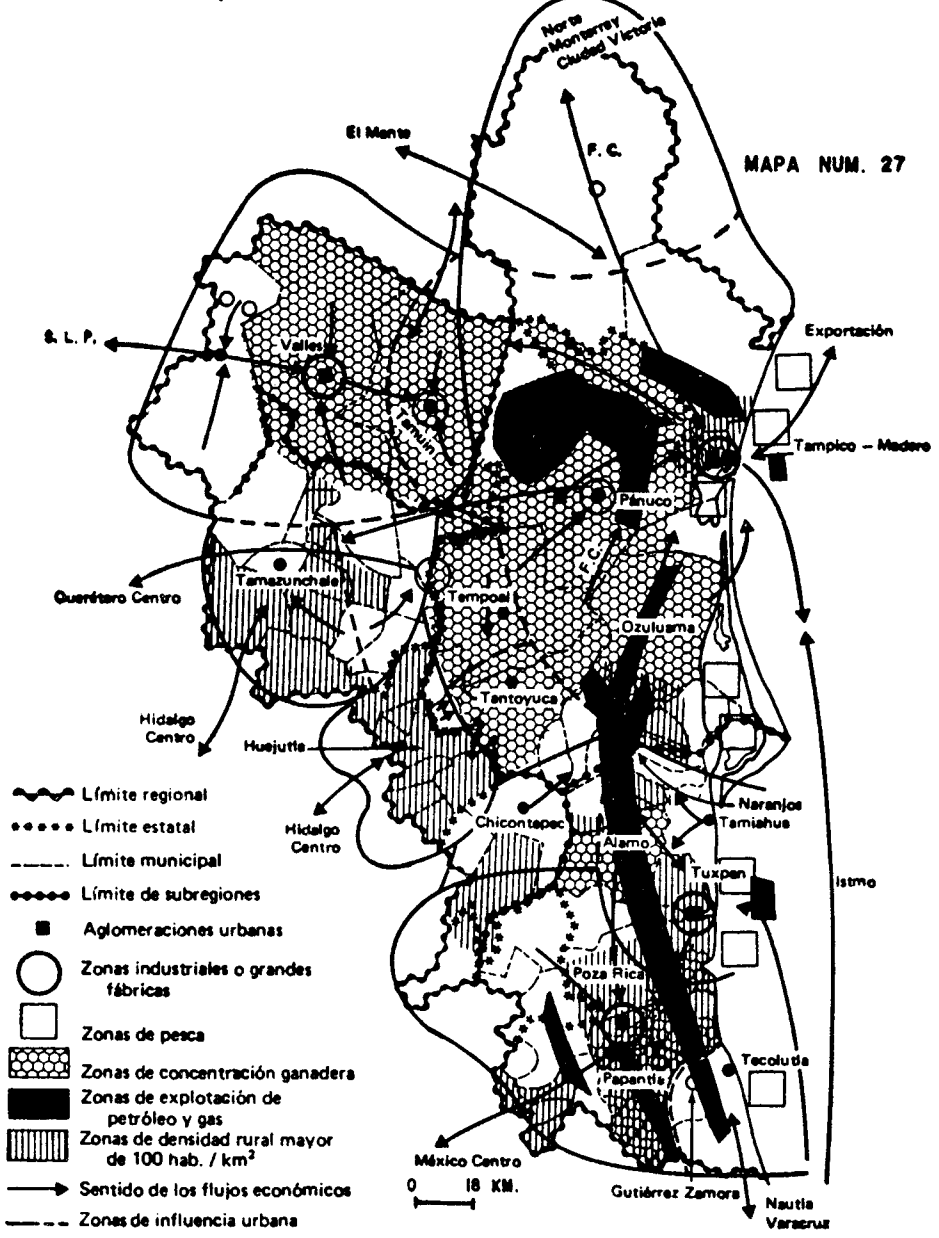 Norte
Monterrey
Ciudad Victoria
El Mante
F. C.
MAPA NUM. 27
Exportación
S. L. P.
Valles
Tamuín
Tampico – Madero
Pánuco
F. C.
Tamazunchale
Querétaro Centro
Tempoal
Ozuluama
Tantoyuca
Hidalgo
Centro
Huejutla
Límite regional
Naranjos
Límite estatal
Hidalgo
Centro
Chicontepec
Tamiahua
Alamo
Límite municipal
Tuxpan
Istmo
Límite de subregiones
Aglomeraciones urbanas
Zonas industriales o grandes
fábricas
Poza Rica
Zonas de pesca
Zonas de concentración ganadera
Tecolutla
Papantla
Zonas de explotación de
petróleo y gas
Zonas de densidad rural mayor
de 100 hab. / km²
México Centro
Sentido de los flujos económicos
0 18 KM.
Gutiérrez Zamora
Nautla
Veracruz
Zonas de influencia urbana